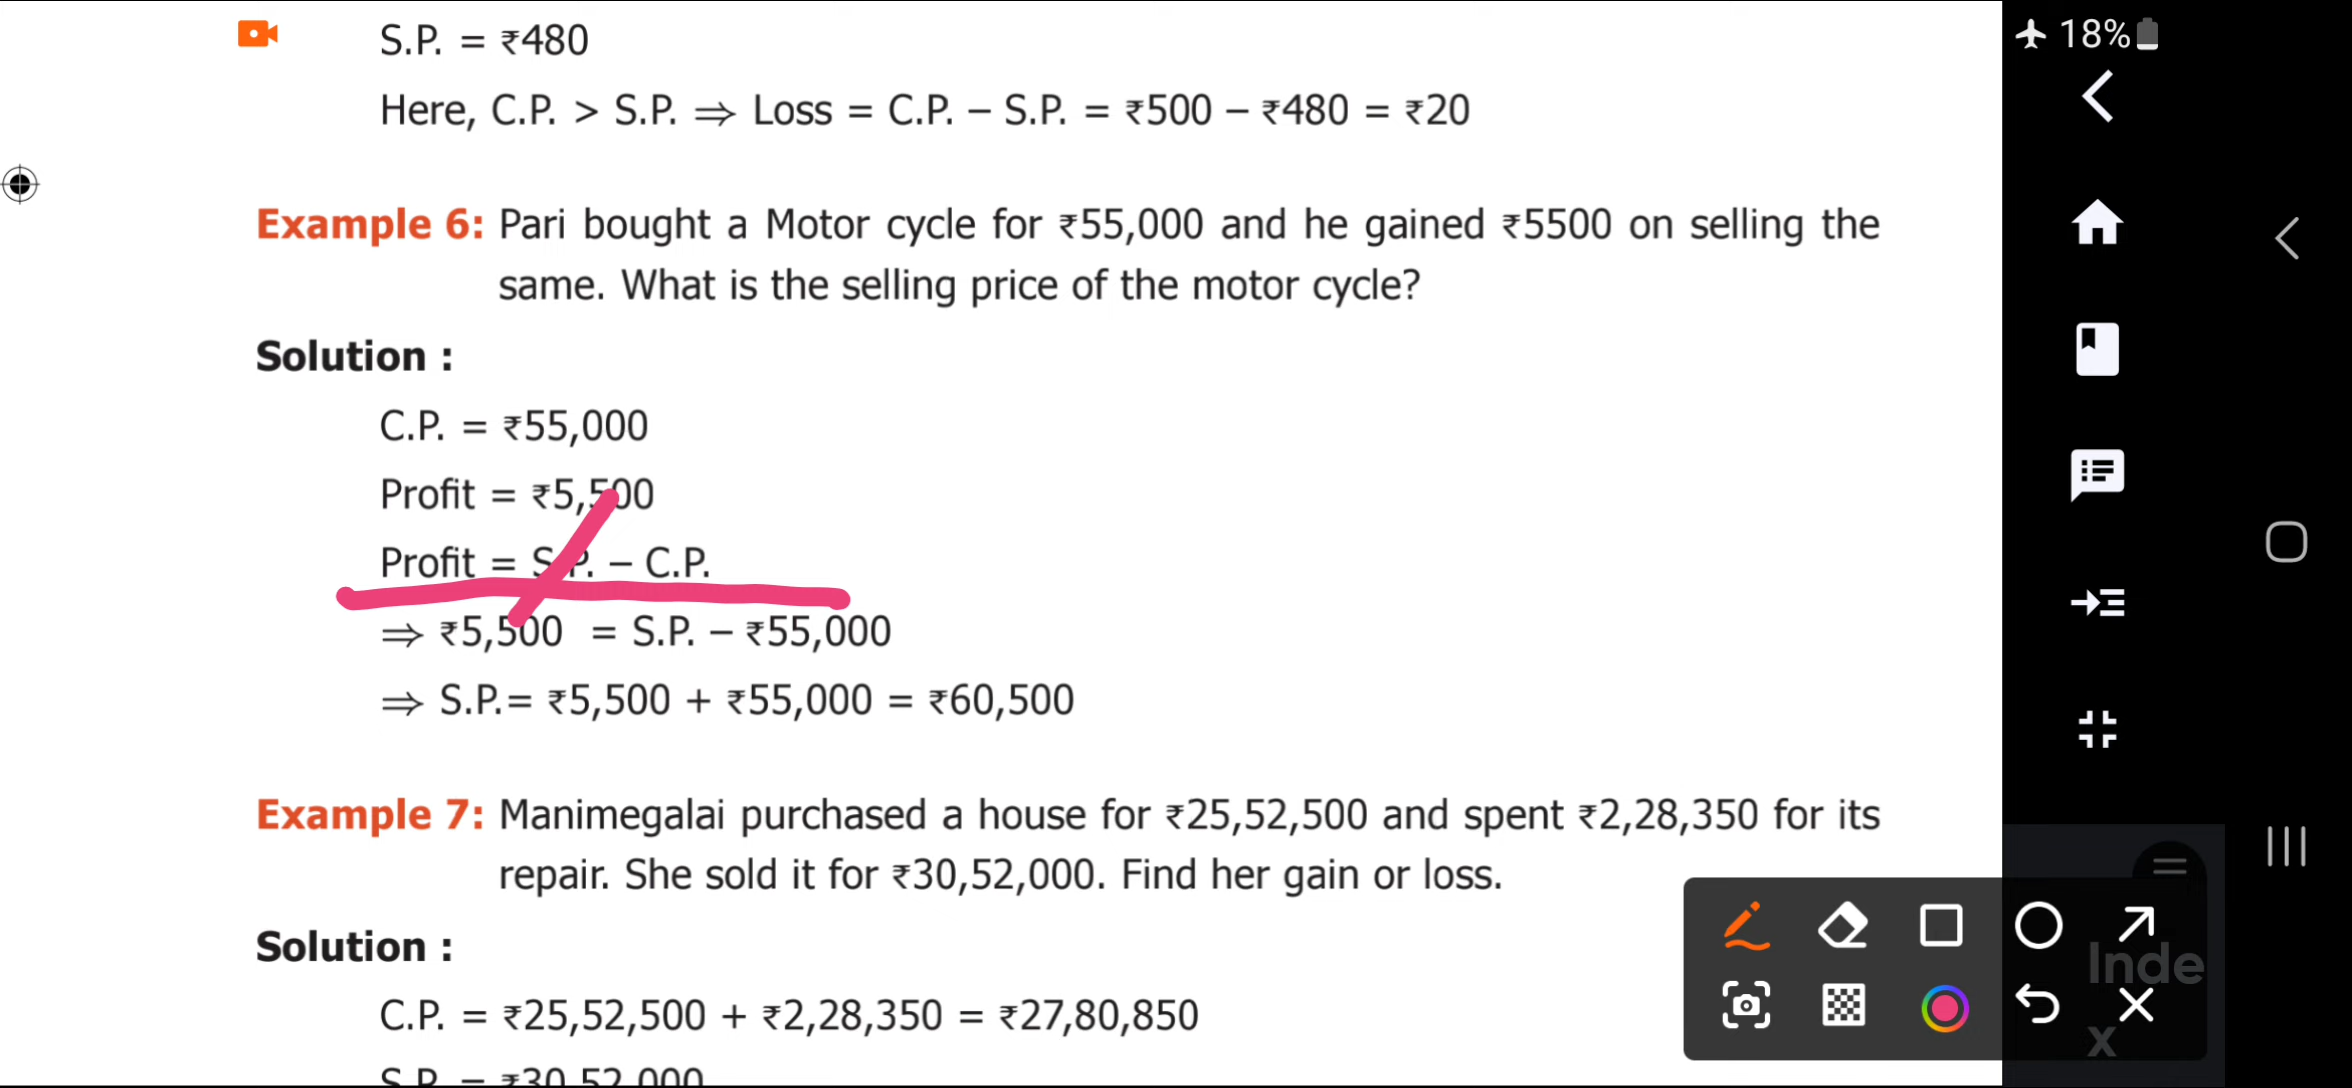 S.P. = ₹480
Here, C.P. > S.P. ⇒ Loss = C.P. − S.P. = ₹500 − ₹480 = ₹20
Example 6: Pari bought a Motor cycle for ₹55,000 and he gained ₹5500 on selling the
same. What is the selling price of the motor cycle?
Solution :
C.P. = ₹55,000
Profit = ₹5,500
Profit = S.P. − C.P.
⇒ ₹5,500 = S.P. − ₹55,000
⇒ S.P.= ₹5,500 + ₹55,000 = ₹60,500
Example 7: Manimegalai purchased a house for ₹25,52,500 and spent ₹2,28,350 for its
repair. She sold it for ₹30,52,000. Find her gain or loss.
Solution :
C.P. = ₹25,52,500 + ₹2,28,350 = ₹27,80,850
S.P. = ₹30,52,000
18%
Inde
x